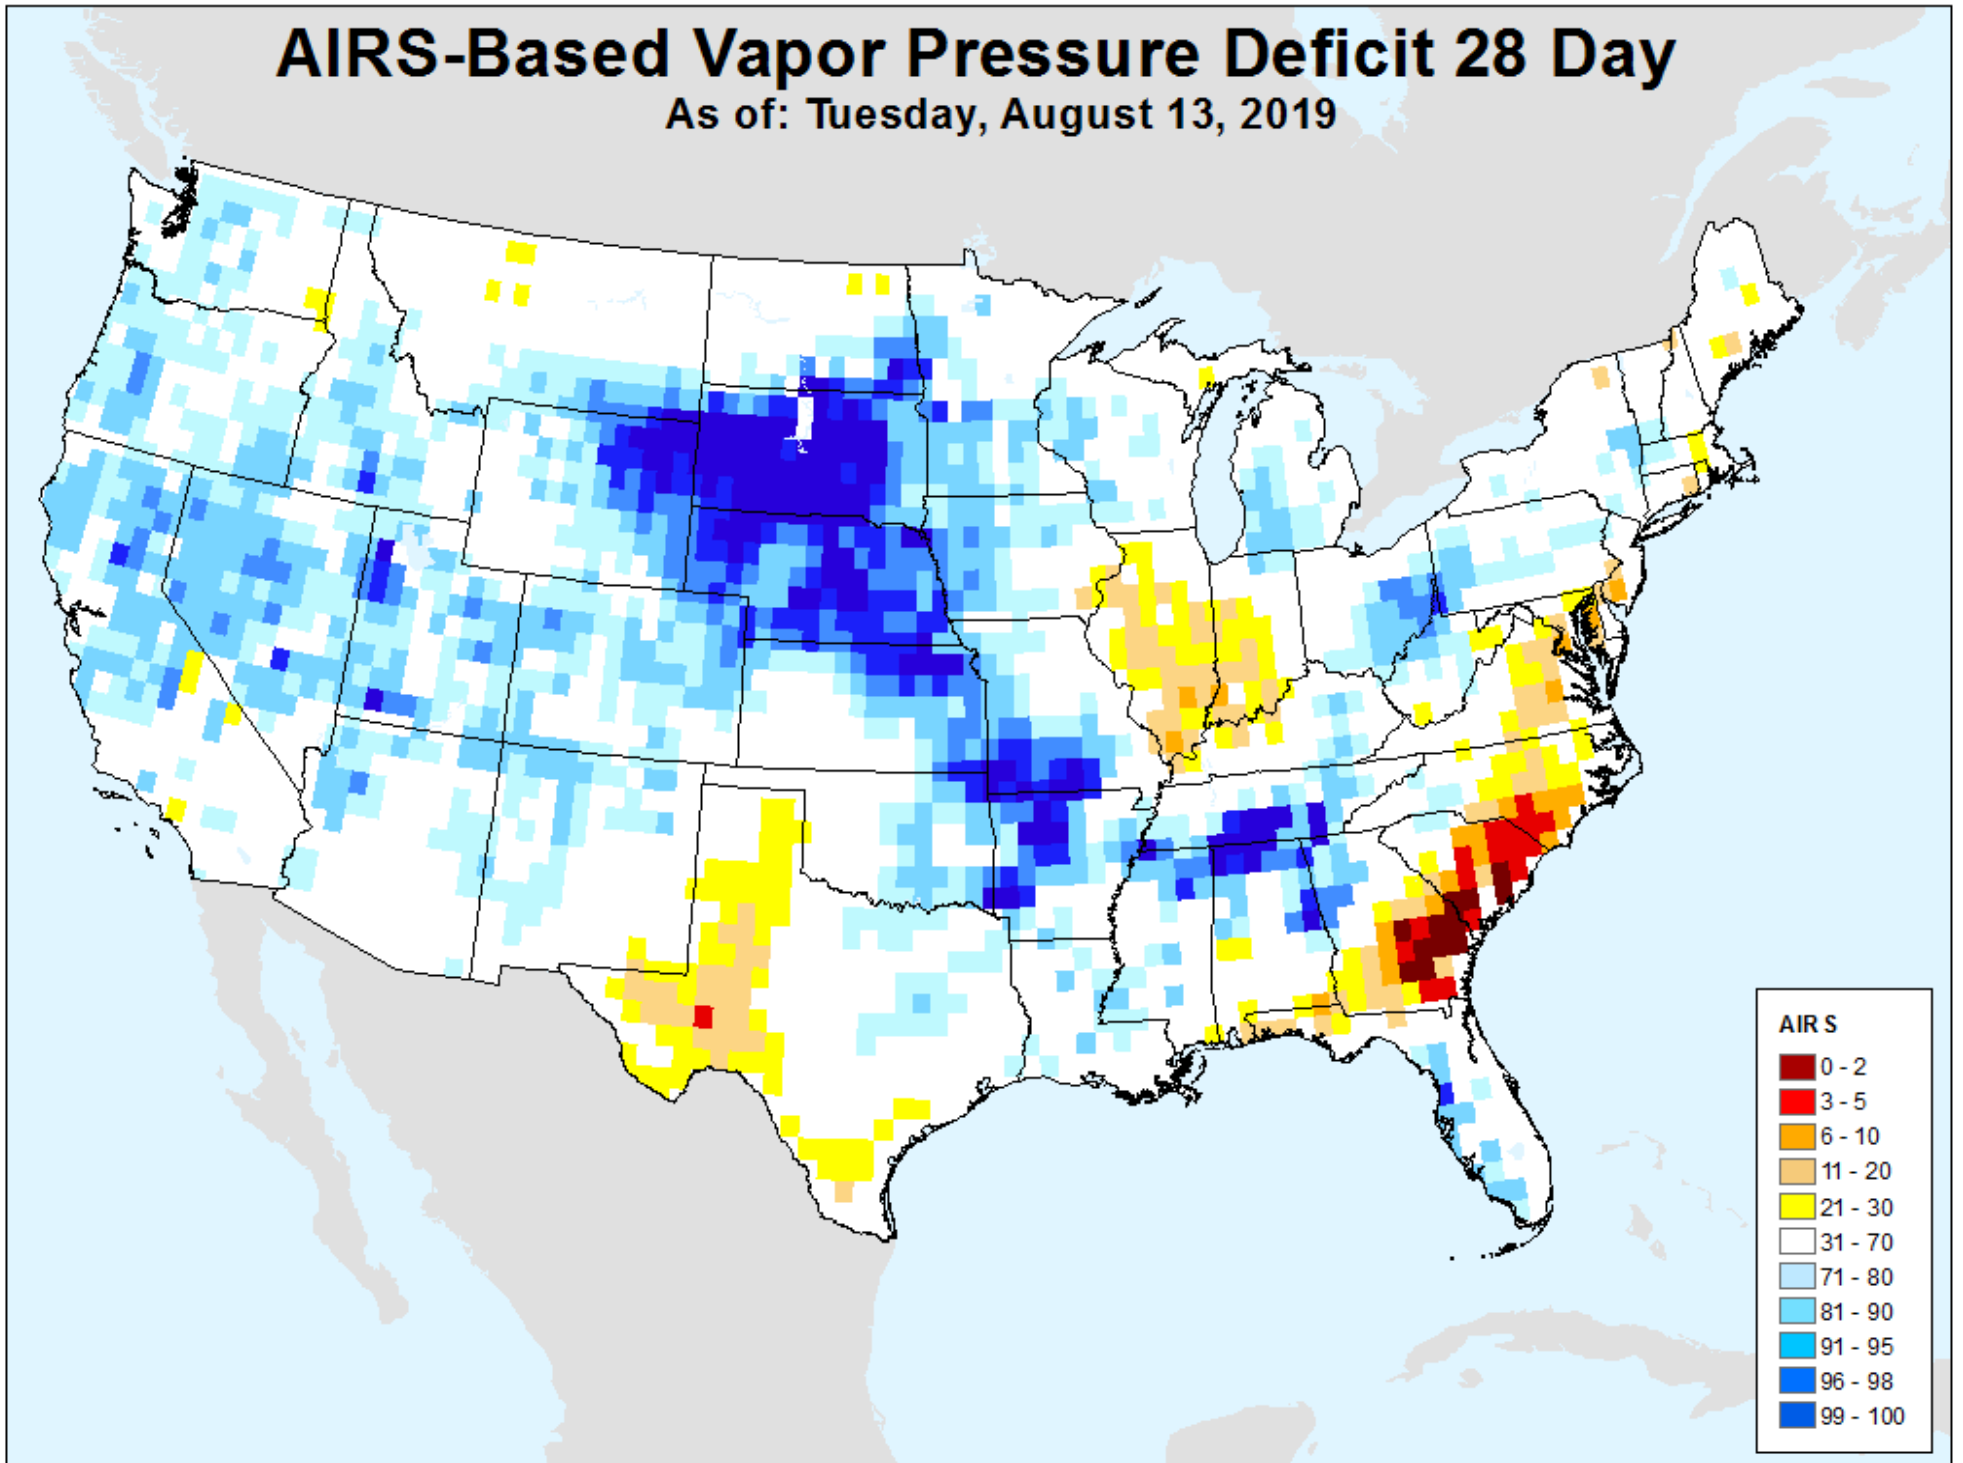 AIRS-Based Vapor Pressure Deficit 28 Day
As of: Tuesday, August 13, 2019
AIRS
0 - 2
3 - 5
6 - 10
11 - 20
21 - 30
31 - 70
71 - 80
81 - 90
91 - 95
96 - 98
99 - 100